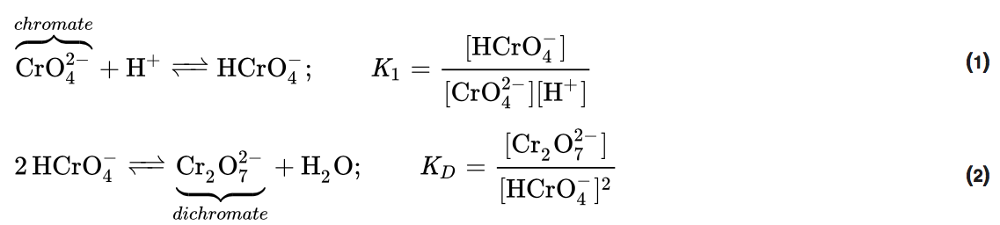 chromate
CrO₄²⁻ + H⁺ ⇌ HCrO₄⁻; K₁ = [HCrO₄⁻] / [CrO₄²⁻][H⁺] (1)
2 HCrO₄⁻ ⇌ Cr₂O₇²⁻ + H₂O; K_D = [Cr₂O₇²⁻] / [HCrO₄⁻]² (2)
dichromate